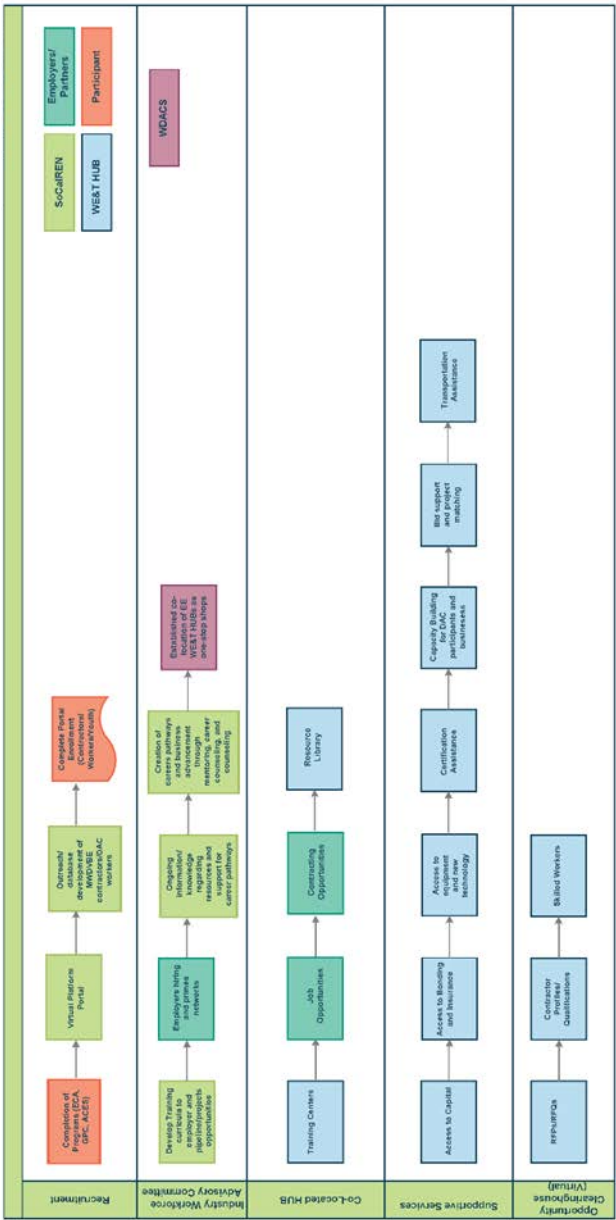 SoCalREN
Employers/
Partners
WE&T HUB
Participant
Recruitment
Completion of
Programs (ECA,
GPC, ACES)
Virtual Platform
Portal
Outreach/
database
development of
MWDVBE
contractors/DAC
workers
Complete Portal
Enrollment
(Contractors/
Workers/Youth)
Industry Workforce
Advisory Committee
Develop Training
curricula to
employer and
pipeline/projects
opportunities
Employers hiring
and primes
networks
Ongoing
information/
knowledge
regarding
resources and
support for
career pathways
Creation of
careers pathways
and business
advancement
through
mentoring, career
counseling, and
counseling
Established co-
location of EE
WE&T HUBs as
one-stop shops
WDACS
Co-Located HUB
Training Centers
Job
Opportunities
Contracting
Opportunities
Resource
Library
Supportive Services
Access to Capital
Access to Bonding
and Insurance
Access to
equipment
and new
technology
Certification
Assistance
Capacity Building
for DAC
participants and
businesess
Bid support
and project
matching
Transportation
Assistance
Opportunity
Clearinghouse
(Virtual)
RFPs/RFQs
Contractor
Profiles/
Qualifications
Skilled Workers